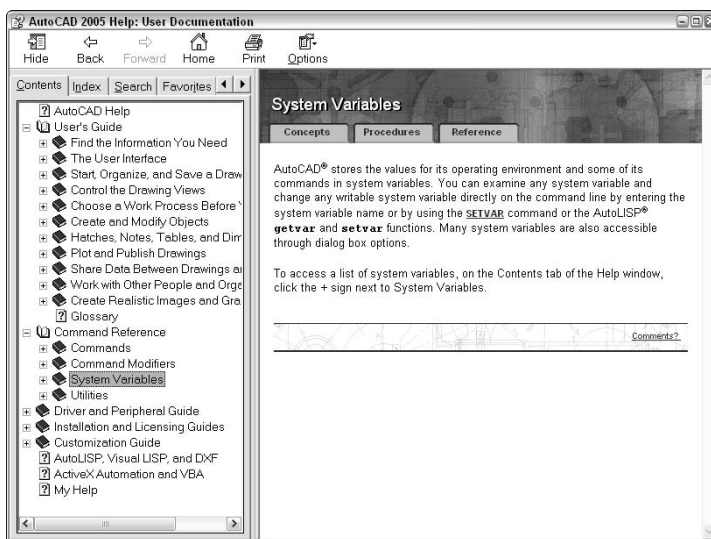 AutoCAD 2005 Help: User Documentation
Hide Back Forward Home Print Options
Contents Index Search Favorites
AutoCAD Help
User's Guide
Find the Information You Need
The User Interface
Start, Organize, and Save a Draw
Control the Drawing Views
Choose a Work Process Before
Create and Modify Objects
Hatches, Notes, Tables, and Dim
Plot and Publish Drawings
Share Data Between Drawings a
Work with Other People and Orga
Create Realistic Images and Gra
Glossary
Command Reference
Commands
Command Modifiers
System Variables
Utilities
Driver and Peripheral Guide
Installation and Licensing Guides
Customization Guide
AutoLISP, Visual LISP, and DXF
ActiveX Automation and VBA
My Help
System Variables
Concepts Procedures Reference
AutoCAD® stores the values for its operating environment and some of its
commands in system variables. You can examine any system variable and
change any writable system variable directly on the command line by entering the
system variable name or by using the SETVAR command or the AutoLISP®
getvar and setvar functions. Many system variables are also accessible
through dialog box options.
To access a list of system variables, on the Contents tab of the Help window,
click the + sign next to System Variables.
Comments?